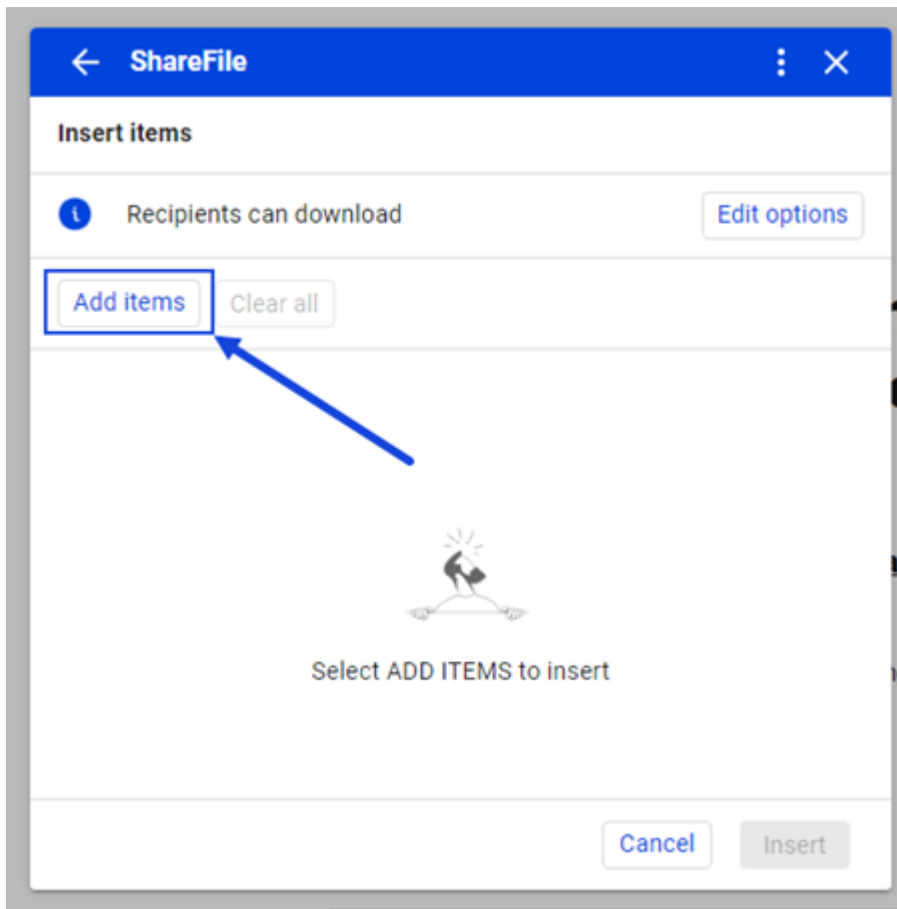 ShareFile
Insert items
Recipients can download
Edit options
Add items
Clear all
Select ADD ITEMS to insert
Cancel
Insert